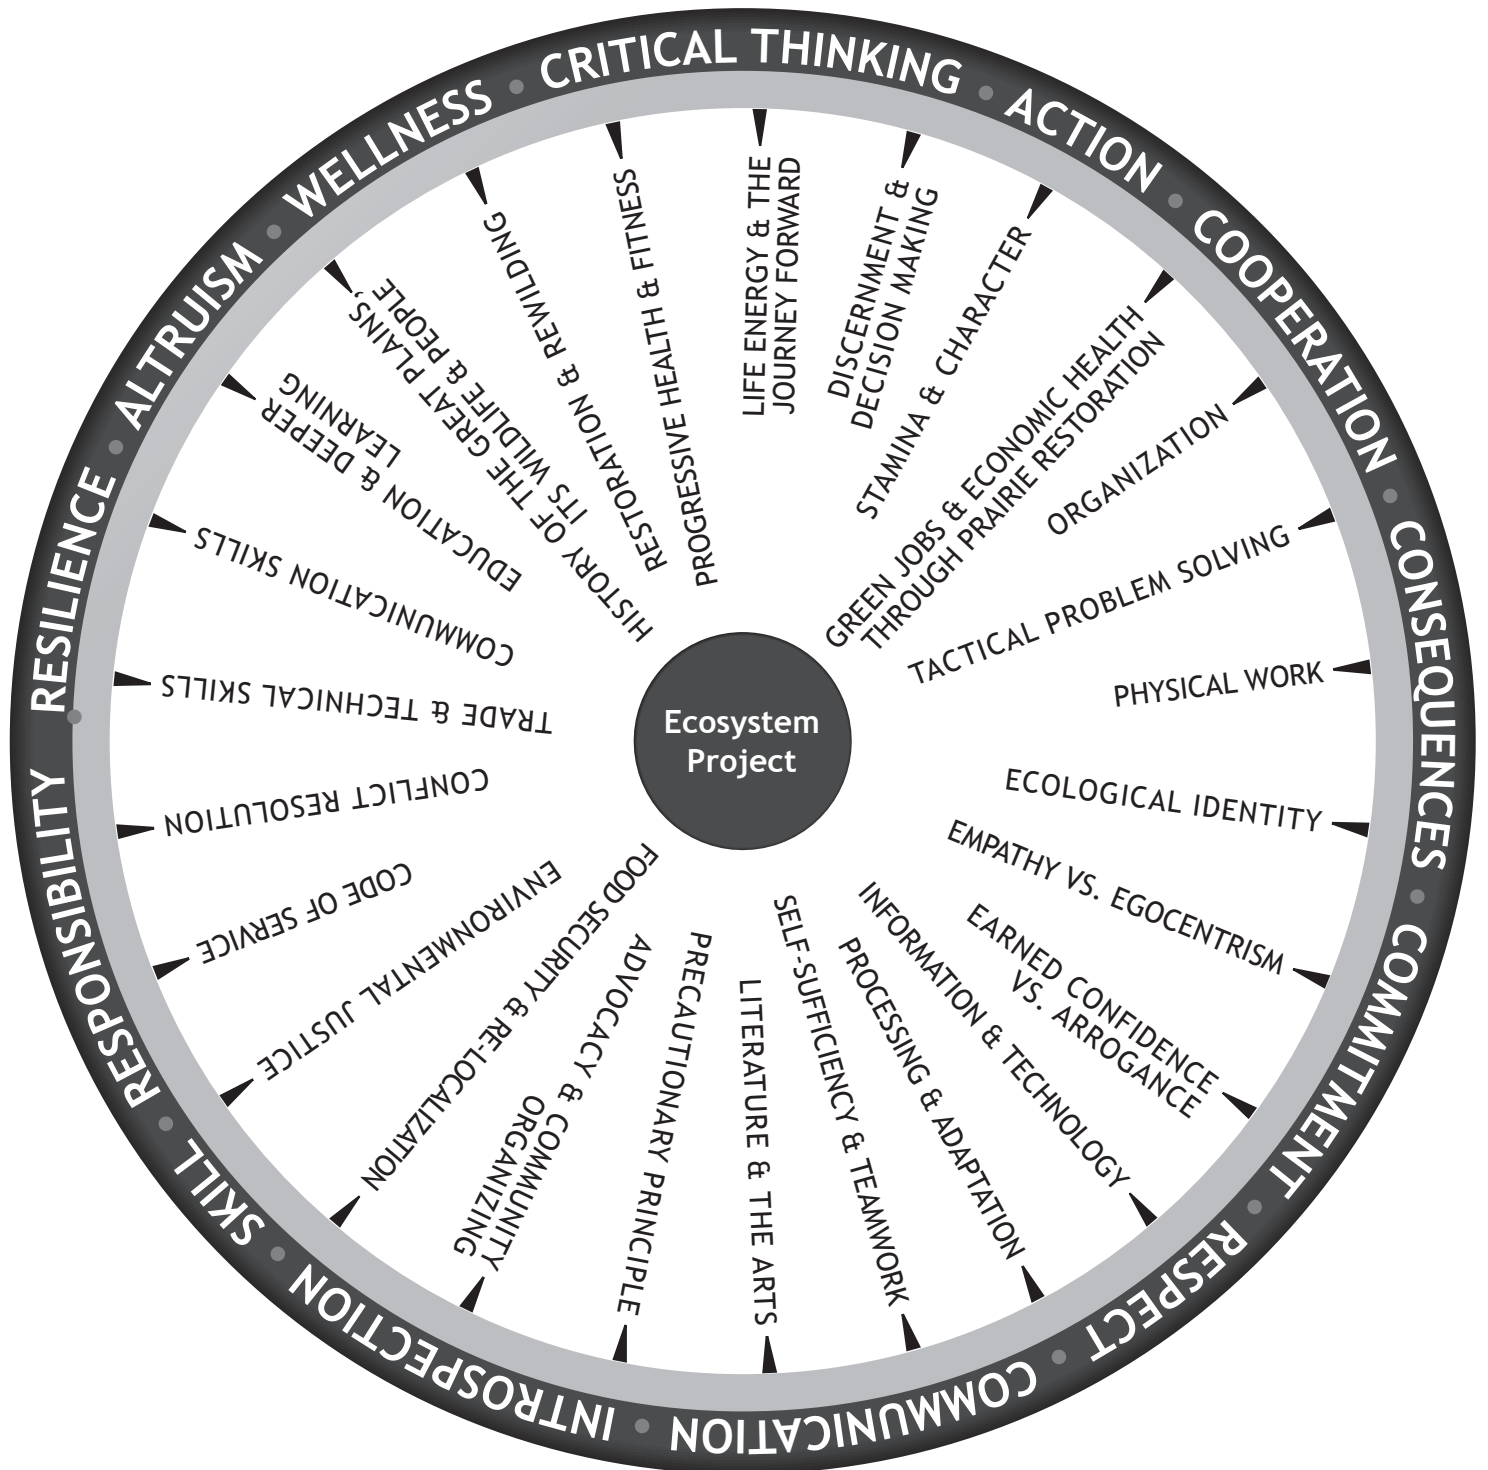 CRITICAL THINKING • ACTION • COOPERATION • CONSEQUENCES • COMMITMENT • RESPECT • COMMUNICATION • INTROSPECTION • SKILL • RESPONSIBILITY • RESILIENCE • ALTRUISM • WELLNESS •
LIFE ENERGY & THE
JOURNEY FORWARD
DISCERNMENT &
DECISION MAKING
STAMINA & CHARACTER
GREEN JOBS & ECONOMIC HEALTH
THROUGH PRAIRIE RESTORATION
ORGANIZATION
TACTICAL PROBLEM SOLVING
PHYSICAL WORK
ECOLOGICAL IDENTITY
EMPATHY VS. EGOCENTRISM
EARNED CONFIDENCE
VS. ARROGANCE
INFORMATION & TECHNOLOGY
PROCESSING & ADAPTATION
SELF-SUFFICIENCY & TEAMWORK
LITERATURE & THE ARTS
PRECAUTIONARY PRINCIPLE
ADVOCACY & COMMUNITY
ORGANIZING
FOOD SECURITY & RE-LOCALIZATION
ENVIRONMENTAL JUSTICE
CODE OF SERVICE
CONFLICT RESOLUTION
TRADE & TECHNICAL SKILLS
COMMUNICATION SKILLS
EDUCATION & DEEPER
LEARNING
HISTORY OF THE GREAT PLAINS,
ITS WILDLIFE & PEOPLE
RESTORATION & REWILDING
PROGRESSIVE HEALTH & FITNESS
Ecosystem
Project